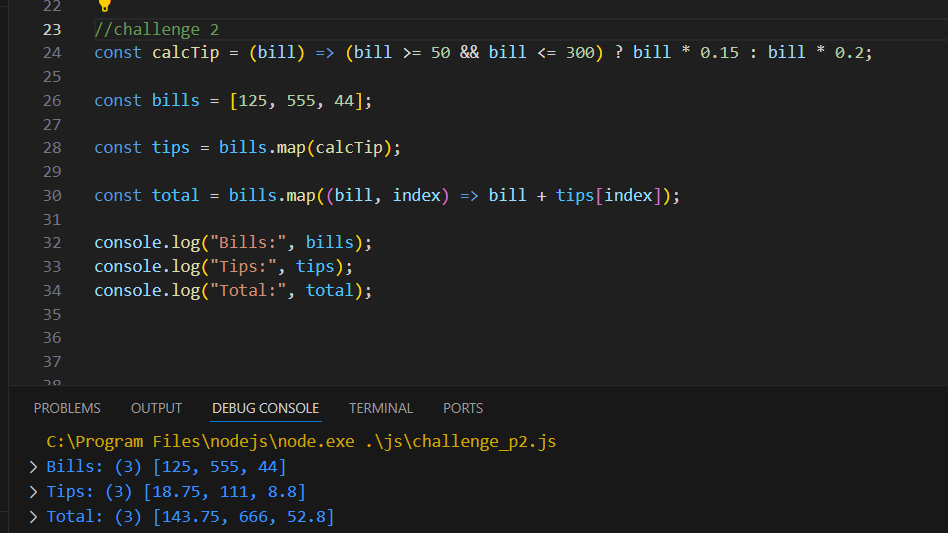 22
23 //challenge 2
24 const calcTip = (bill) => (bill >= 50 && bill <= 300) ? bill * 0.15 : bill * 0.2;
25
26 const bills = [125, 555, 44];
27
28 const tips = bills.map(calcTip);
29
30 const total = bills.map((bill, index) => bill + tips[index]);
31
32 console.log("Bills:", bills);
33 console.log("Tips:", tips);
34 console.log("Total:", total);
35
36
37
38
PROBLEMS OUTPUT DEBUG CONSOLE TERMINAL PORTS
C:\Program Files\nodejs\node.exe .\js\challenge_p2.js
> Bills: (3) [125, 555, 44]
> Tips: (3) [18.75, 111, 8.8]
> Total: (3) [143.75, 666, 52.8]